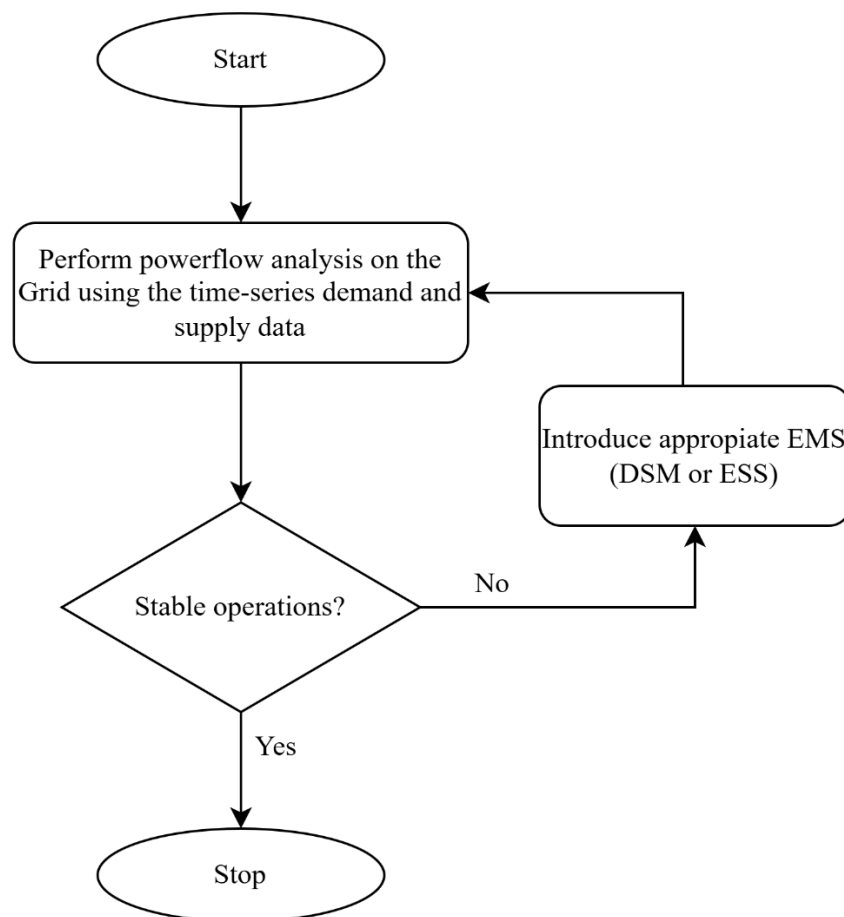 Start
Perform powerflow analysis on the
Grid using the time-series demand and
supply data
Introduce appropiate EMS
(DSM or ESS)
Stable operations?
No
Yes
Stop